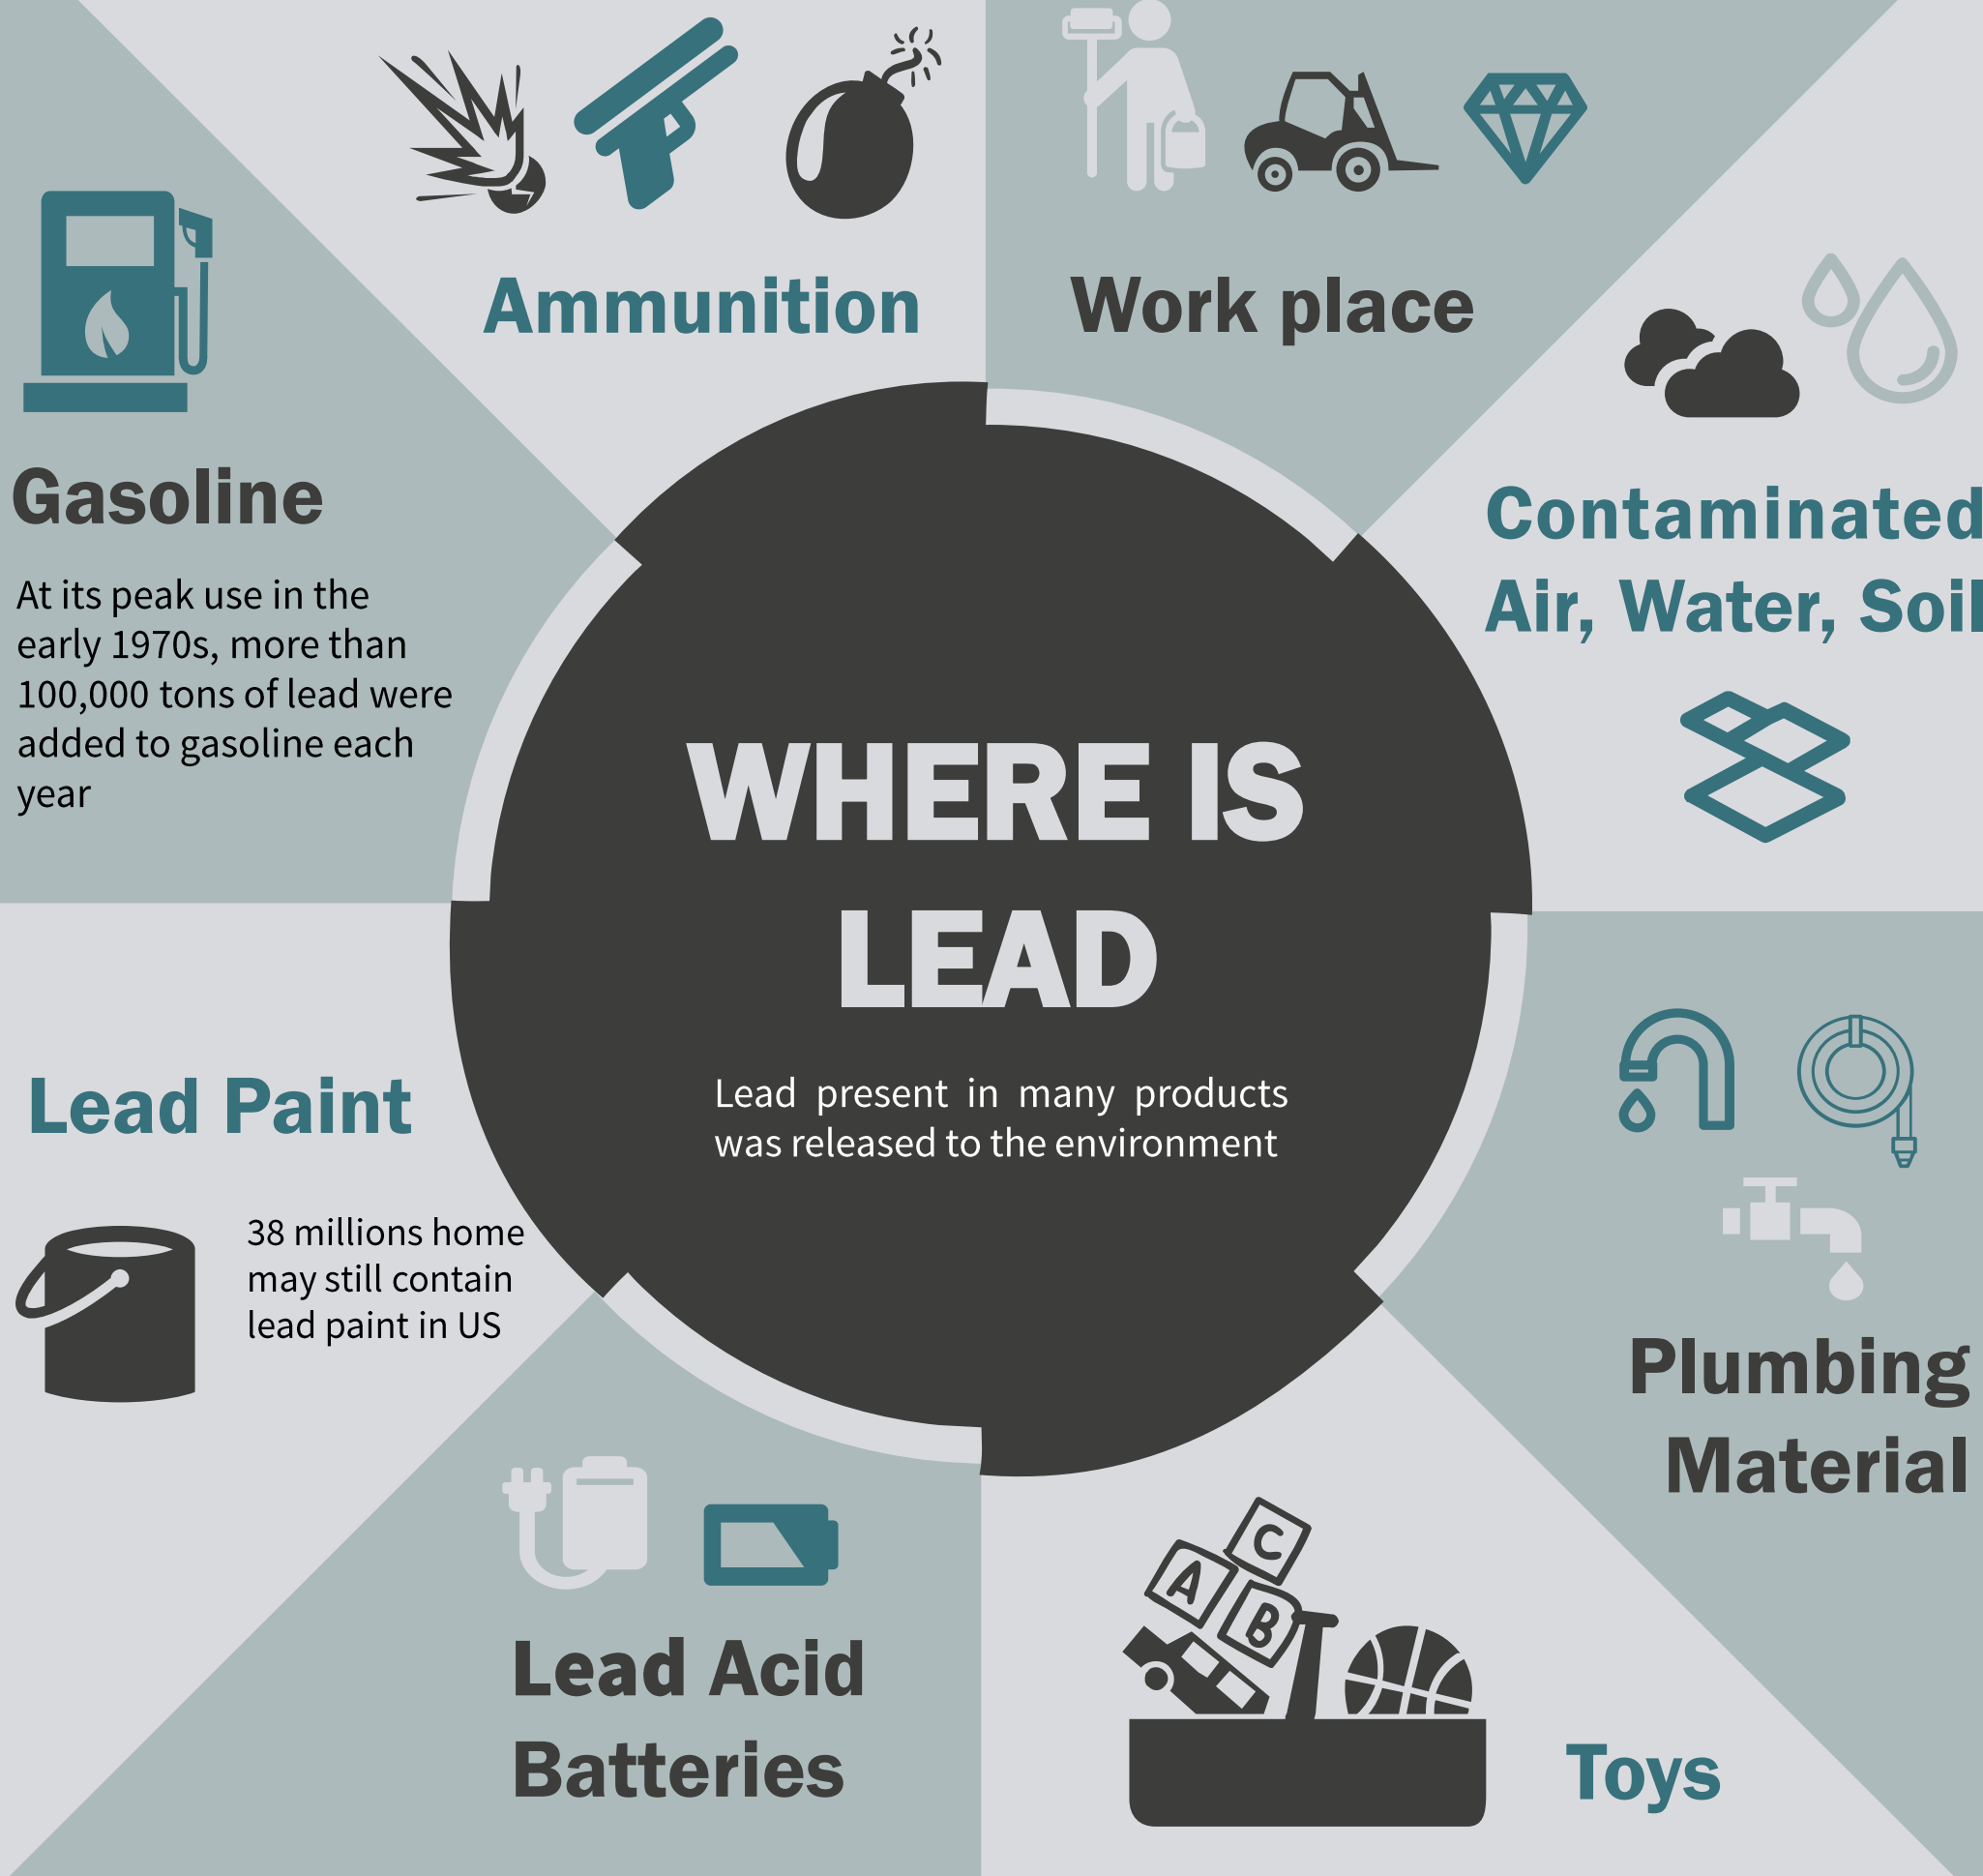 Ammunition
Work place
Gasoline
At its peak use in the
early 1970s, more than
100,000 tons of lead were
added to gasoline each
year
Contaminated
Air, Water, Soil
WHERE IS
LEAD
Lead present in many products
was released to the environment
Lead Paint
38 millions home
may still contain
lead paint in US
Plumbing
Material
Lead Acid
Batteries
C
A
B
Toys